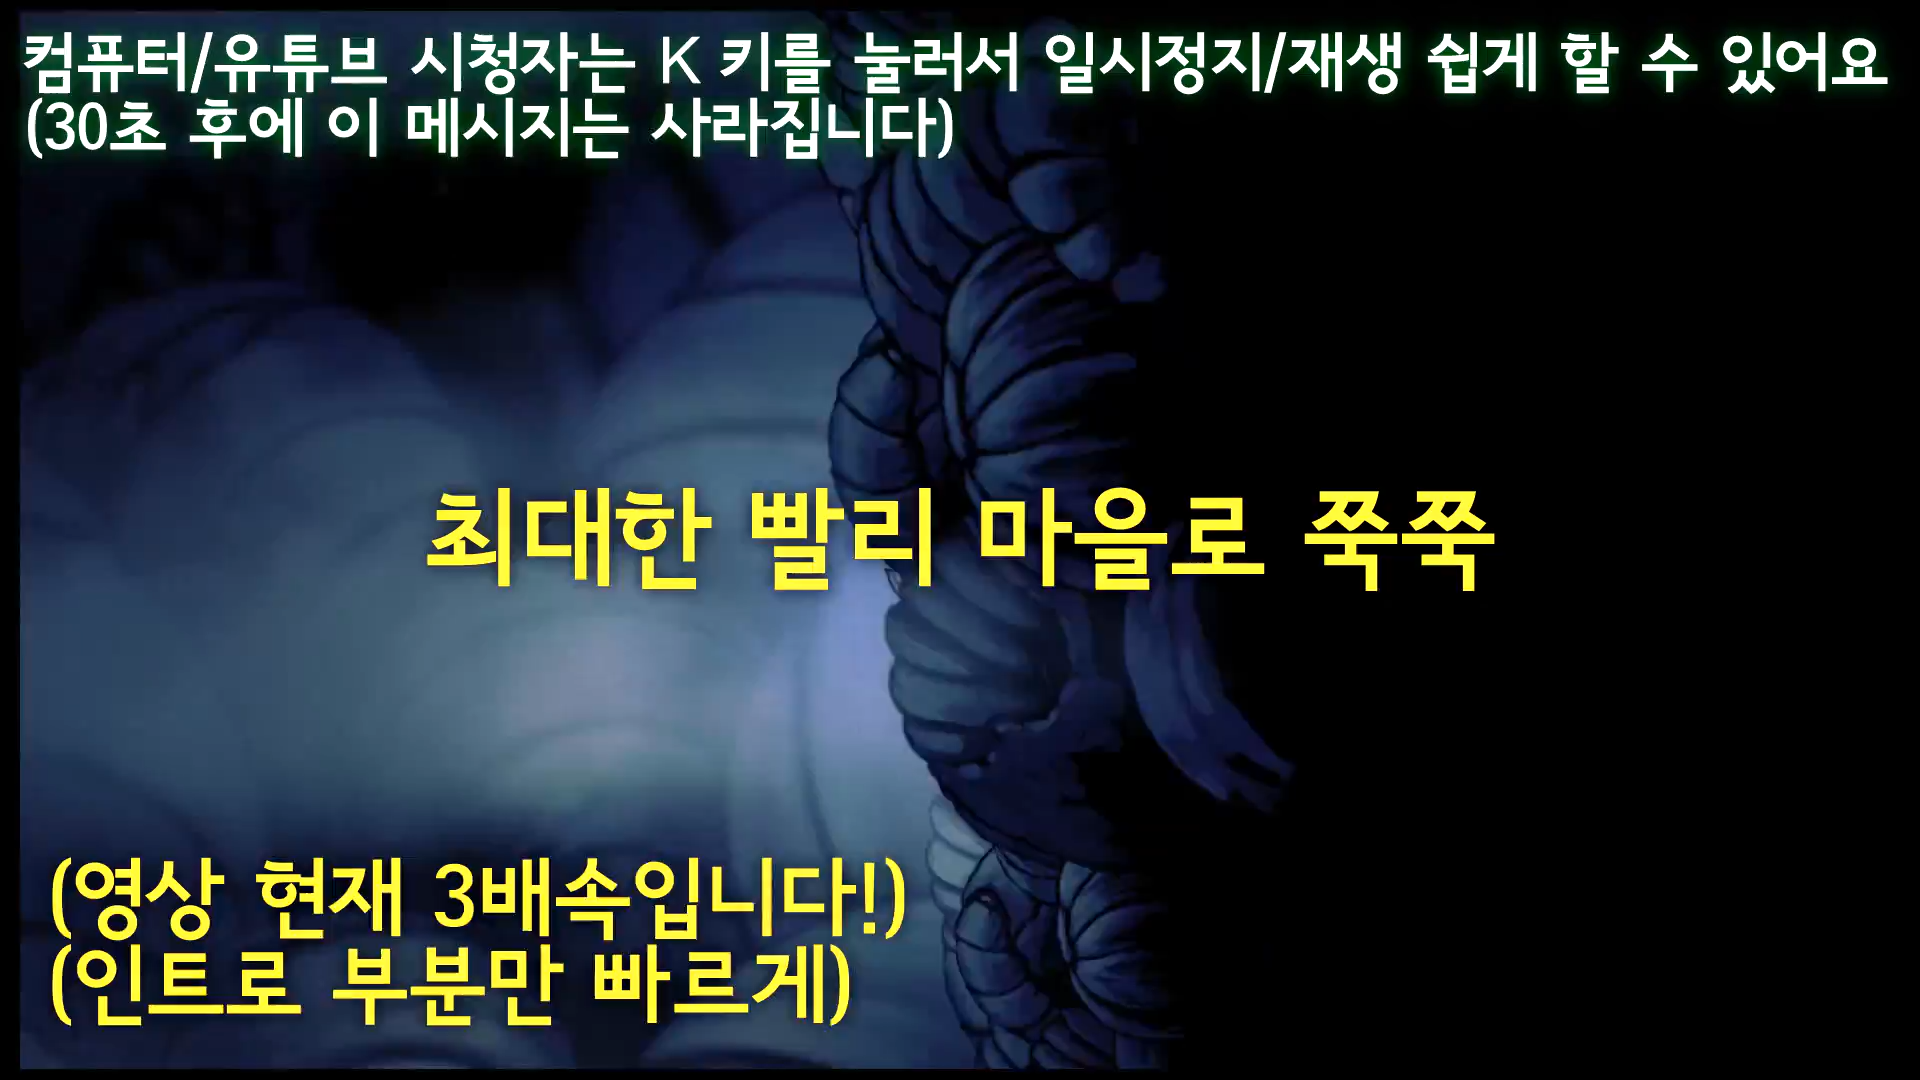 컴퓨터/유튜브 시청자는 K 키를 눌러서 일시정지/재생 쉽게 할 수 있어요
(30초 후에 이 메시지는 사라집니다)
최대한 빨리 마을로 쭉쭉
(영상 현재 3배속입니다!)
(인트로 부분만 빠르게)